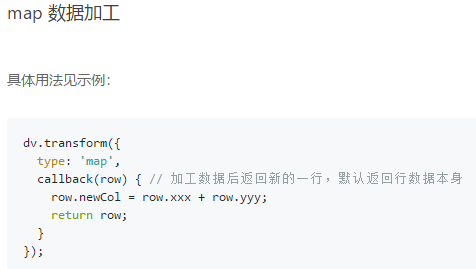 map 数据加工
具体用法见示例：
dv.transform({
  type: 'map',
  callback(row) { // 加工数据后返回新的一行，默认返回行数据本身
    row.newCol = row.xxx + row.yyy;
    return row;
  }
});